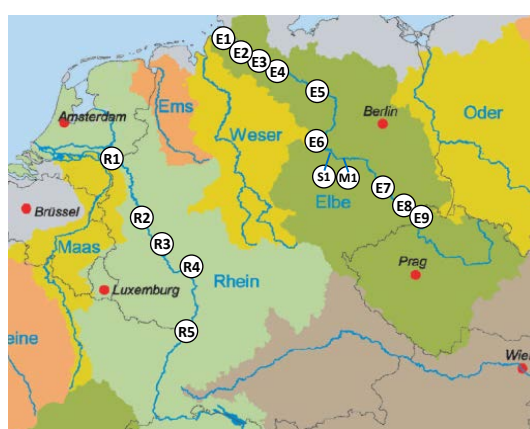 E1
E2
E3
E4
E5
Ems
Amsterdam
Berlin
Oder
Weser
E6
R1
S1
M1
E7
Brüssel
Elbe
E8
E9
R2
Maas
R3
R4
Prag
Rhein
Luxemburg
R5
eine
Wie